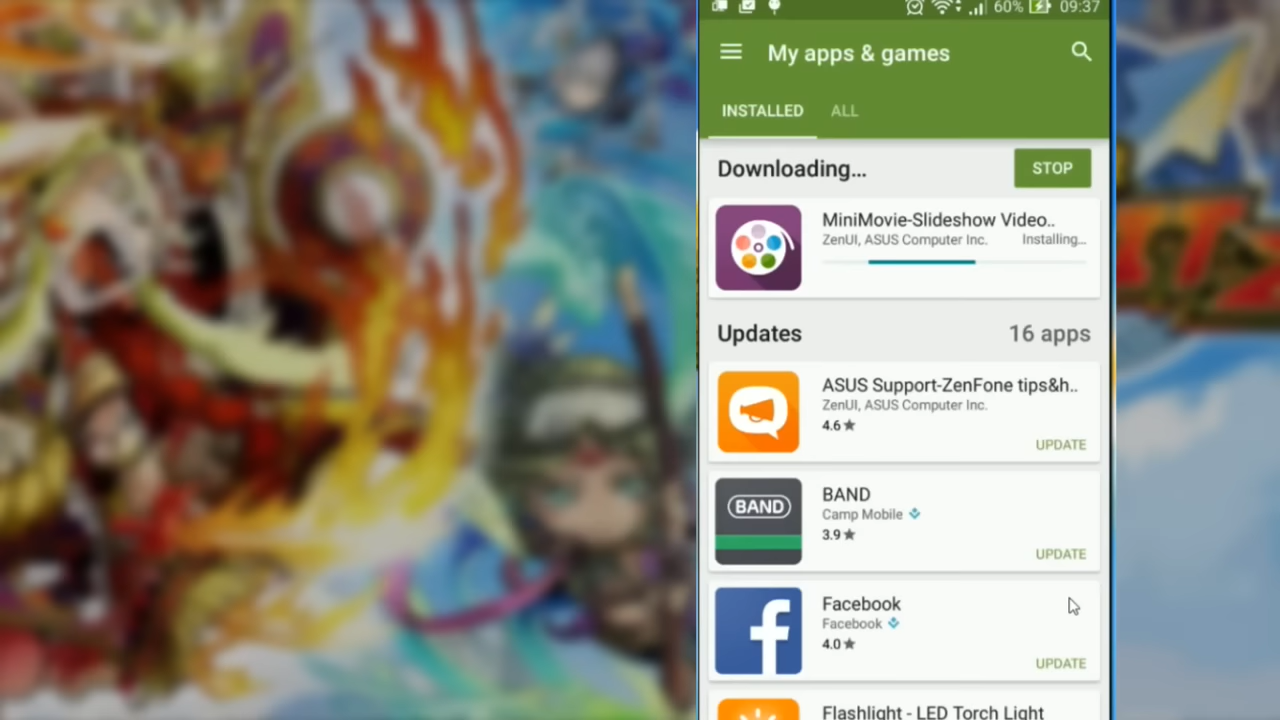 60% 09:37
My apps & games
INSTALLED ALL
Downloading... STOP
MiniMovie-Slideshow Video..
ZenUI, ASUS Computer Inc. Installing...
Updates 16 apps
ASUS Support-ZenFone tips&h..
ZenUI, ASUS Computer Inc.
4.6
UPDATE
BAND
BAND
Camp Mobile
3.9
UPDATE
Facebook
Facebook
4.0
UPDATE
Flashlight - LED Torch Light